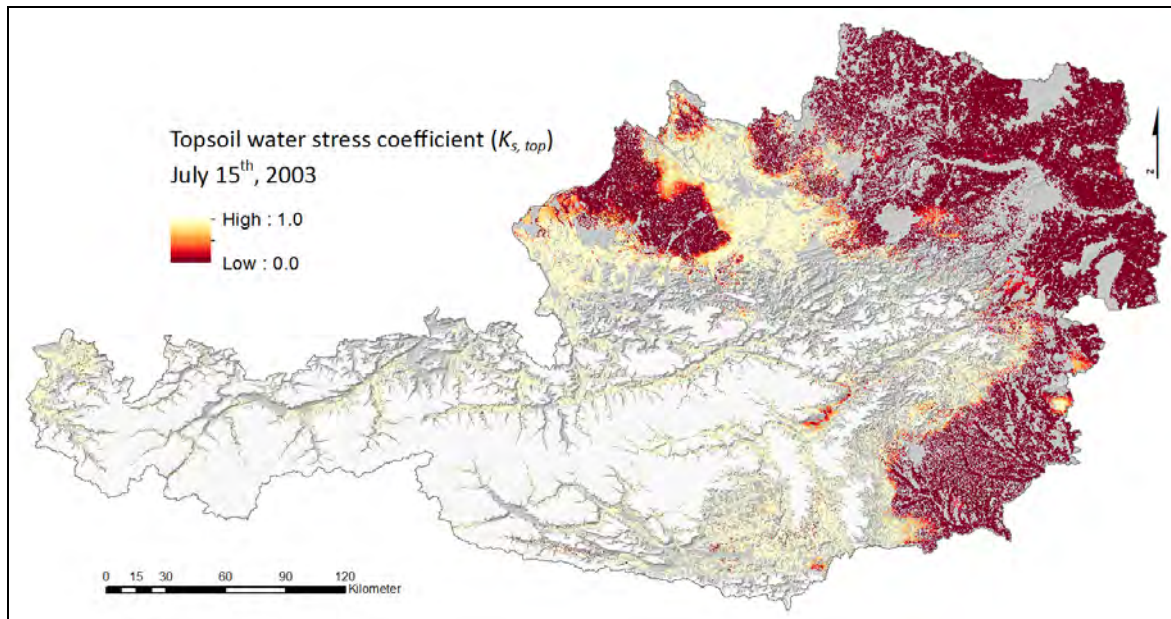 Topsoil water stress coefficient (Ks, top)
July 15th, 2003
High : 1.0
Low : 0.0
z
0 15 30 60 90 120
Kilometer